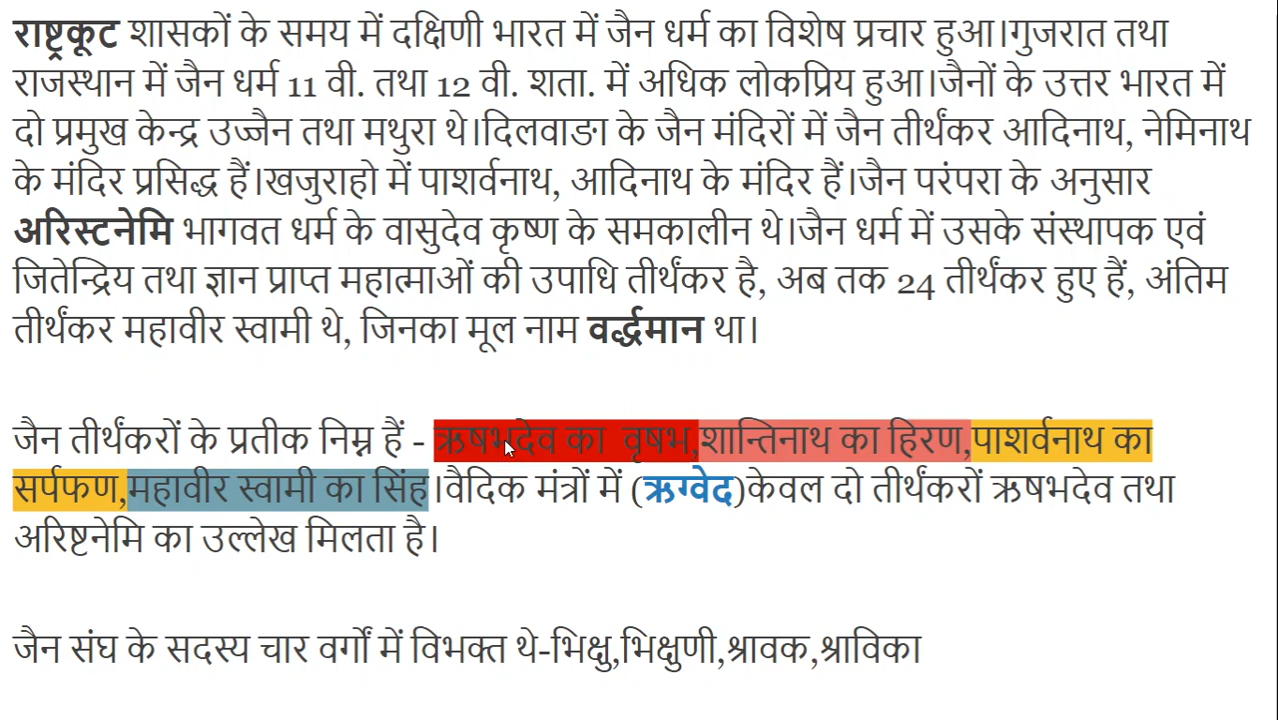 राष्ट्रकूट शासकों के समय में दक्षिणी भारत में जैन धर्म का विशेष प्रचार हुआ।गुजरात तथा
राजस्थान में जैन धर्म 11 वी. तथा 12 वी. शता. में अधिक लोकप्रिय हुआ।जैनों के उत्तर भारत में
दो प्रमुख केन्द्र उज्जैन तथा मथुरा थे।दिलवाङा के जैन मंदिरों में जैन तीर्थंकर आदिनाथ, नेमिनाथ
के मंदिर प्रसिद्ध हैं।खजुराहो में पाशर्वनाथ, आदिनाथ के मंदिर हैं।जैन परंपरा के अनुसार
अरिस्टनेमि भागवत धर्म के वासुदेव कृष्ण के समकालीन थे।जैन धर्म में उसके संस्थापक एवं
जितेन्द्रिय तथा ज्ञान प्राप्त महात्माओं की उपाधि तीर्थंकर है, अब तक 24 तीर्थंकर हुए हैं, अंतिम
तीर्थंकर महावीर स्वामी थे, जिनका मूल नाम वर्द्धमान था।
जैन तीर्थंकरों के प्रतीक निम्न हैं - ऋषभदेव का वृषभ,शान्तिनाथ का हिरण,पाशर्वनाथ का
सर्पफण,महावीर स्वामी का सिंह।वैदिक मंत्रों में (ऋग्वेद)केवल दो तीर्थंकरों ऋषभदेव तथा
अरिष्टनेमि का उल्लेख मिलता है।
जैन संघ के सदस्य चार वर्गों में विभक्त थे-भिक्षु,भिक्षुणी,श्रावक,श्राविका